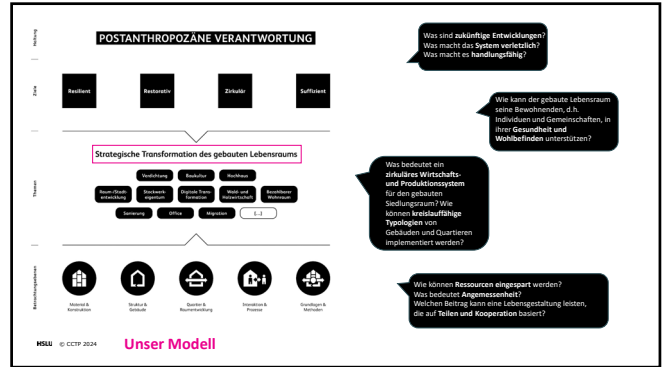 Haltung
POSTANTHROPOZÄNE VERANTWORTUNG
Ziele
Resilient
Restorativ
Zirkulär
Suffizient
Strategische Transformation des gebauten Lebensraums
Themen
Verdichtung
Baukultur
Hochhaus
Raum-/Stadt-
entwicklung
Stockwerk-
eigentum
Digitale Trans-
formation
Wald- und
Holzwirtschaft
Bezahlbarer
Wohnraum
Sanierung
Office
Migration
[...]
Betrachtungsebenen
Material &
Konstruktion
Struktur &
Gebäude
Quartier &
Raumentwicklung
Interaktion &
Prozesse
Grundlagen &
Methoden
HSLU © CCTP 2024
Unser Modell
Was sind zukünftige Entwicklungen?
Was macht das System verletzlich?
Was macht es handlungsfähig?
Wie kann der gebaute Lebensraum
seine Bewohnenden, d.h.
Individuen und Gemeinschaften, in
ihrer Gesundheit und
Wohlbefinden unterstützen?
Was bedeutet ein
zirkuläres Wirtschafts-
und Produktionssystem
für den gebauten
Siedlungsraum? Wie
können kreislauffähige
Typologien von
Gebäuden und Quartieren
implementiert werden?
Wie können Ressourcen eingespart werden?
Was bedeutet Angemessenheit?
Welchen Beitrag kann eine Lebensgestaltung leisten,
die auf Teilen und Kooperation basiert?